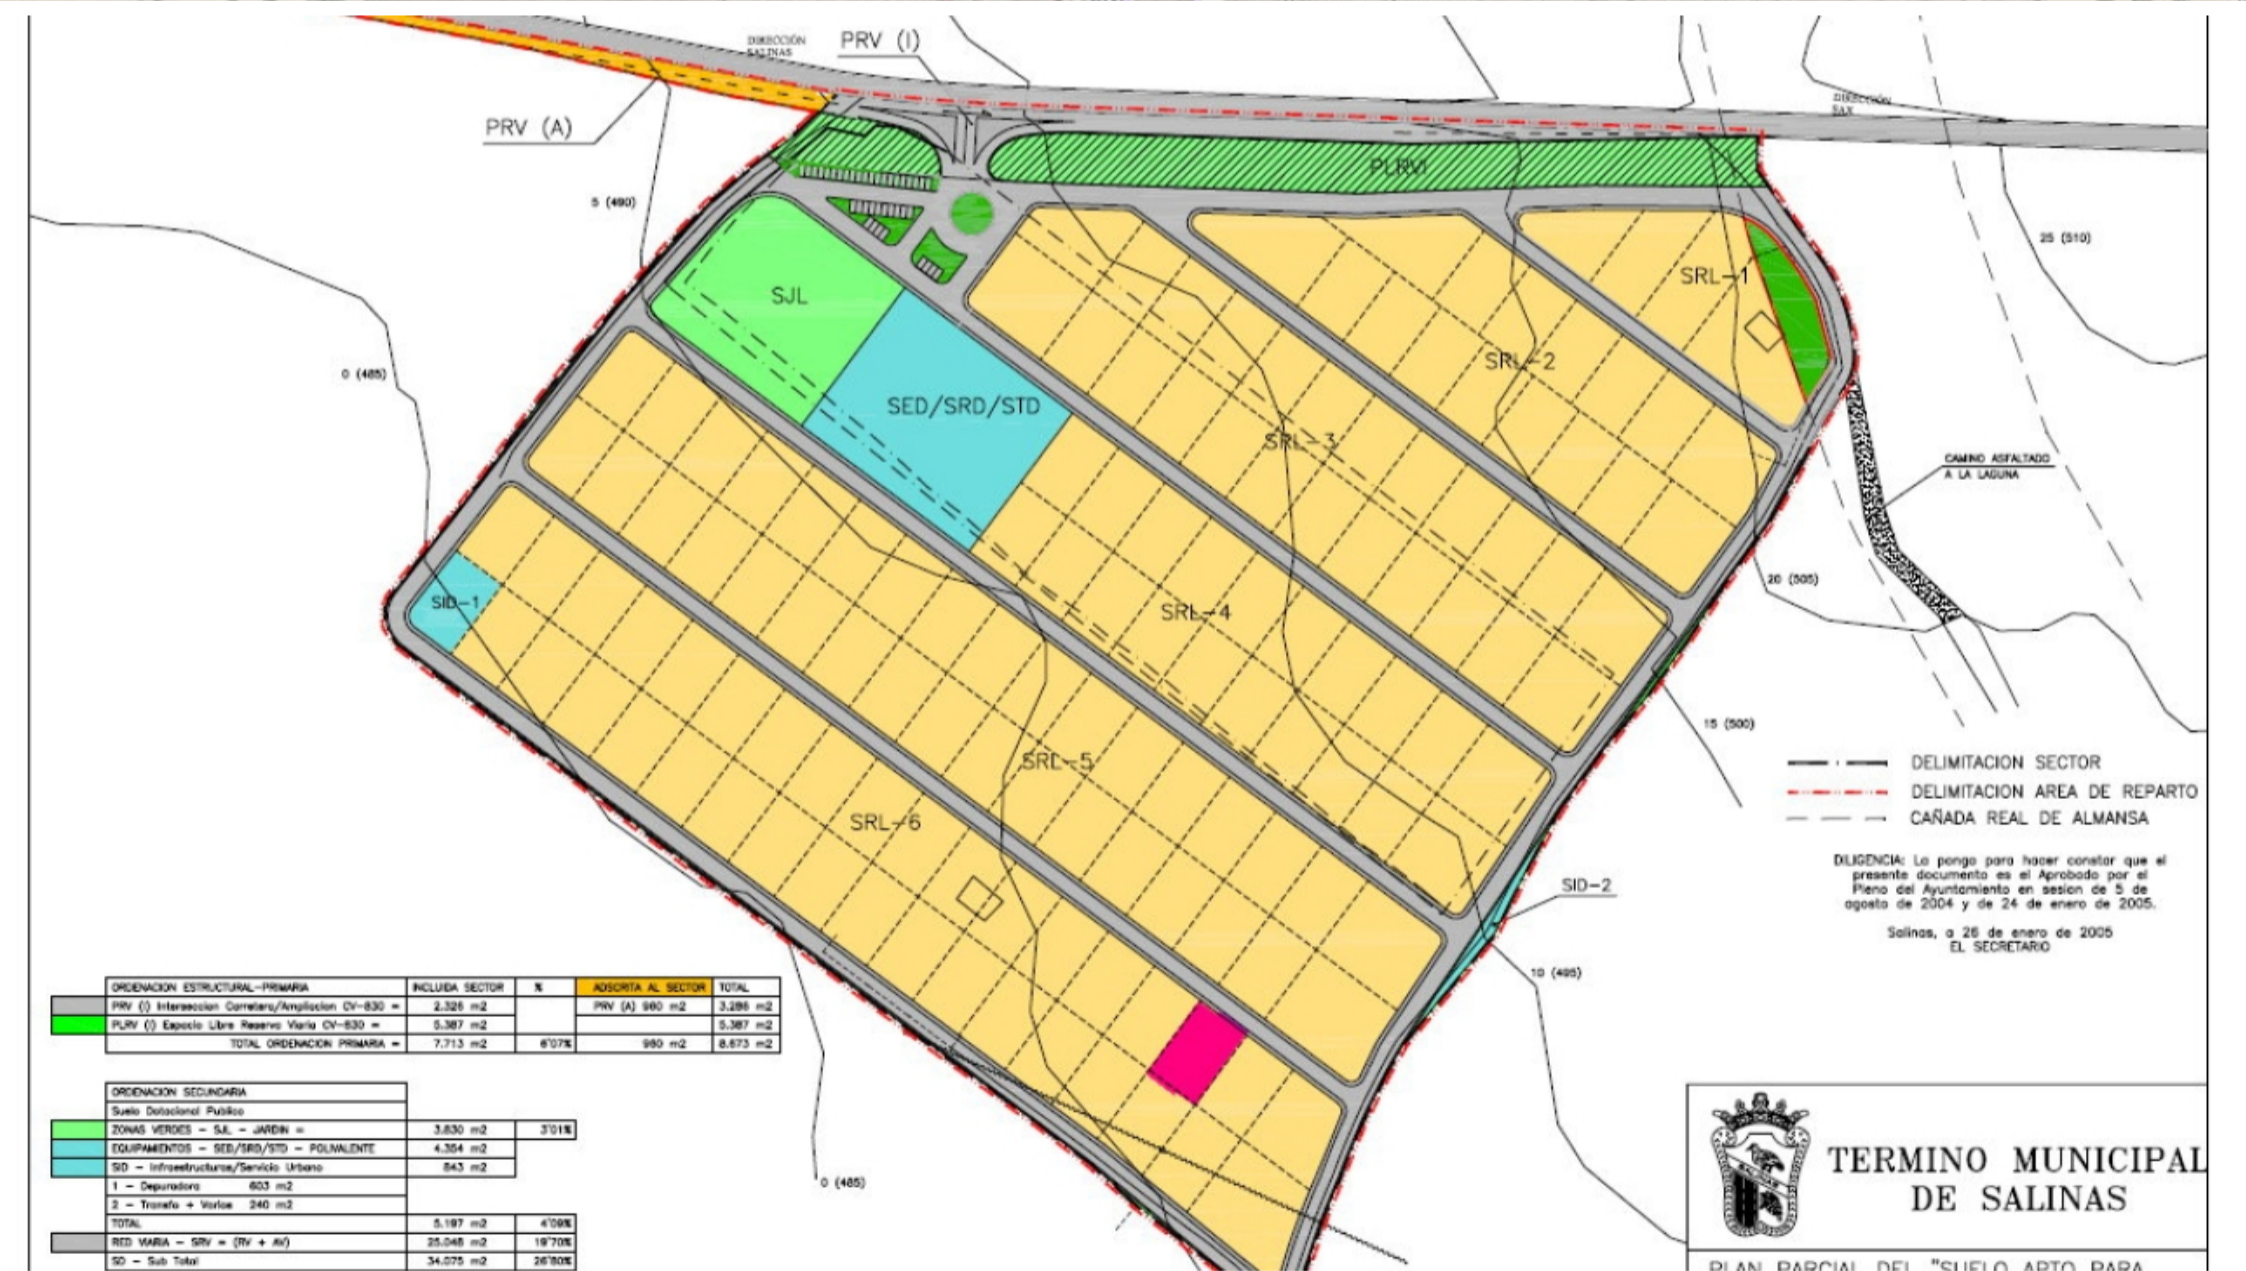 DIRECCIÓN
SALINAS
PRV (I)
PRV (A)
DIRECCIÓN
SAX
PLRVI
5 (490)
25 (510)
SJL
SRL-1
SRL-2
0 (485)
SED/SRD/STD
SRL-3
CAMINO ASFALTADO
A LA LAGUNA
20 (505)
SID-1
SRL-4
15 (500)
SRL-5
SRL-6
DELIMITACION SECTOR
DELIMITACION AREA DE REPARTO
CAÑADA REAL DE ALMANSA
DILIGENCIA: La pongo para hacer constar que el
presente documento es el Aprobado por el
Pleno del Ayuntamiento en sesion de 5 de
agosto de 2004 y de 24 de enero de 2005.
Salinas, a 26 de enero de 2005
EL SECRETARIO
SID-2
10 (495)
0 (485)
ORDENACION ESTRUCTURAL-PRIMARIA INCLUIDA SECTOR % ADSCRITA AL SECTOR TOTAL
PRV (I) Interseccion Carretera/Ampliacion CV-830 = 2.326 m2 PRV (A) 960 m2 3.286 m2
PLRV (I) Espacio Libre Reserva Viaria CV-830 = 5.387 m2 5.387 m2
TOTAL ORDENACION PRIMARIA = 7.713 m2 6'07% 960 m2 8.673 m2
ORDENACION SECUNDARIA
Suelo Dotacional Publico
ZONAS VERDES - SJL - JARDIN = 3.830 m2 3'01%
EQUIPAMIENTOS - SED/SRD/STD - POLIVALENTE 4.354 m2
SID - Infraestructuras/Servicio Urbano 843 m2
1 - Depuradora 603 m2
2 - Transfo + Varios 240 m2
TOTAL 5.197 m2 4'09%
RED VIARIA - SRV = (RV + AV) 25.048 m2 19'70%
SD - Sub Total 34.075 m2 26'80%
TERMINO MUNICIPAL
DE SALINAS
PLAN PARCIAL DEL "SUELO APTO PARA